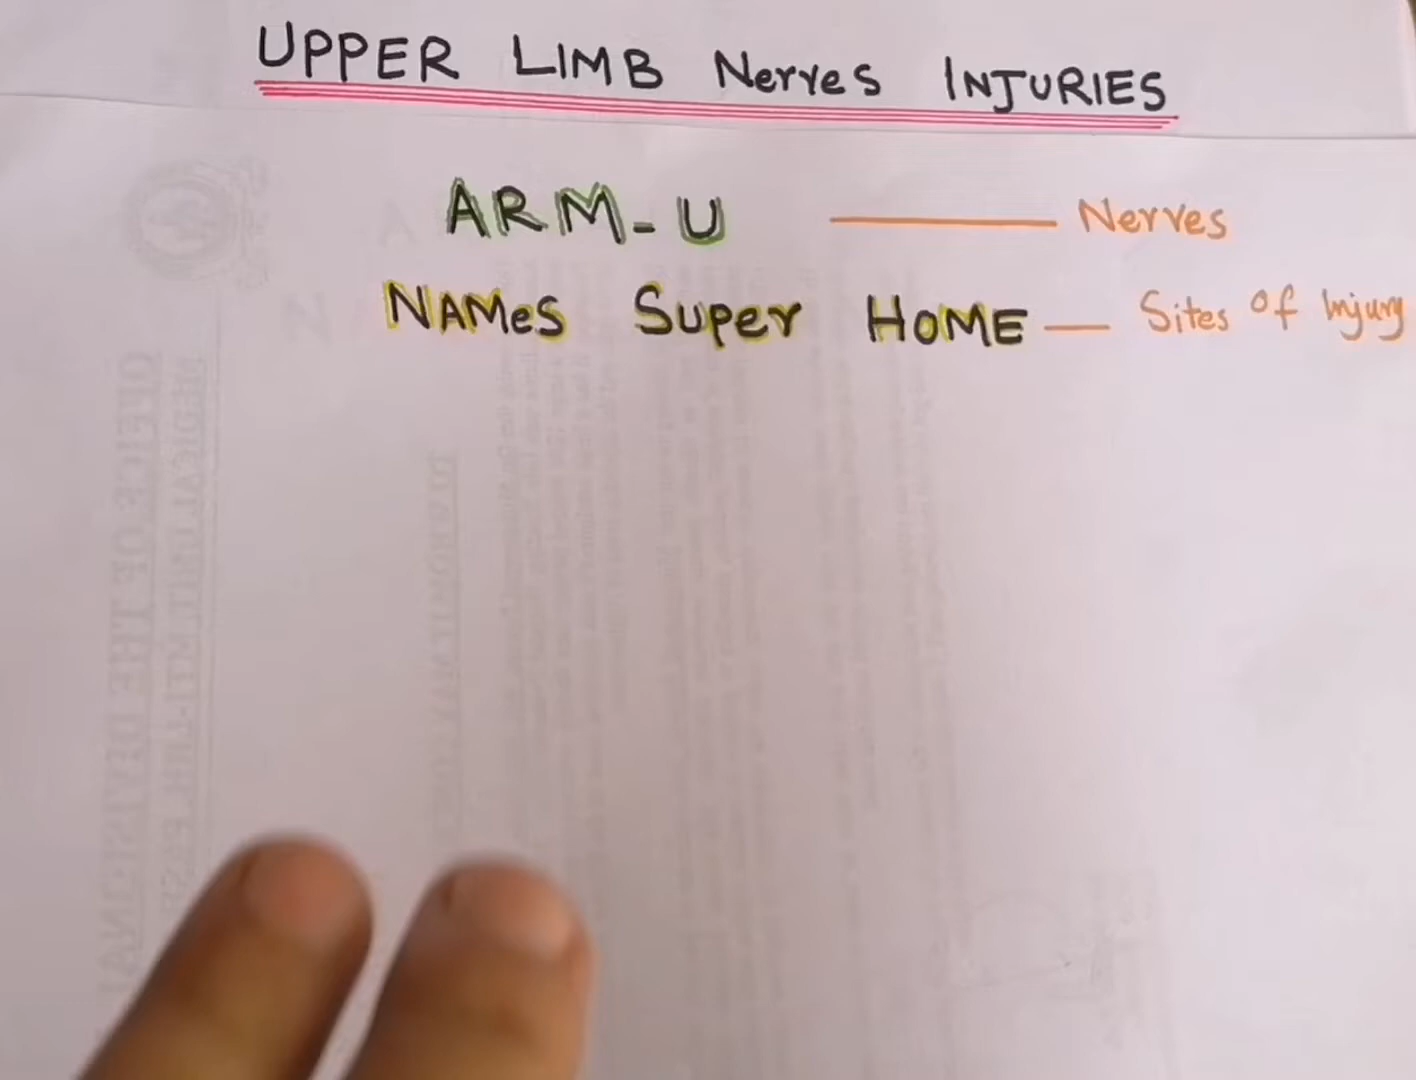 UPPER LIMB Nerves INJURIES
ARM-U — Nerves
NAMeS Super HOME — Sites Of Injury